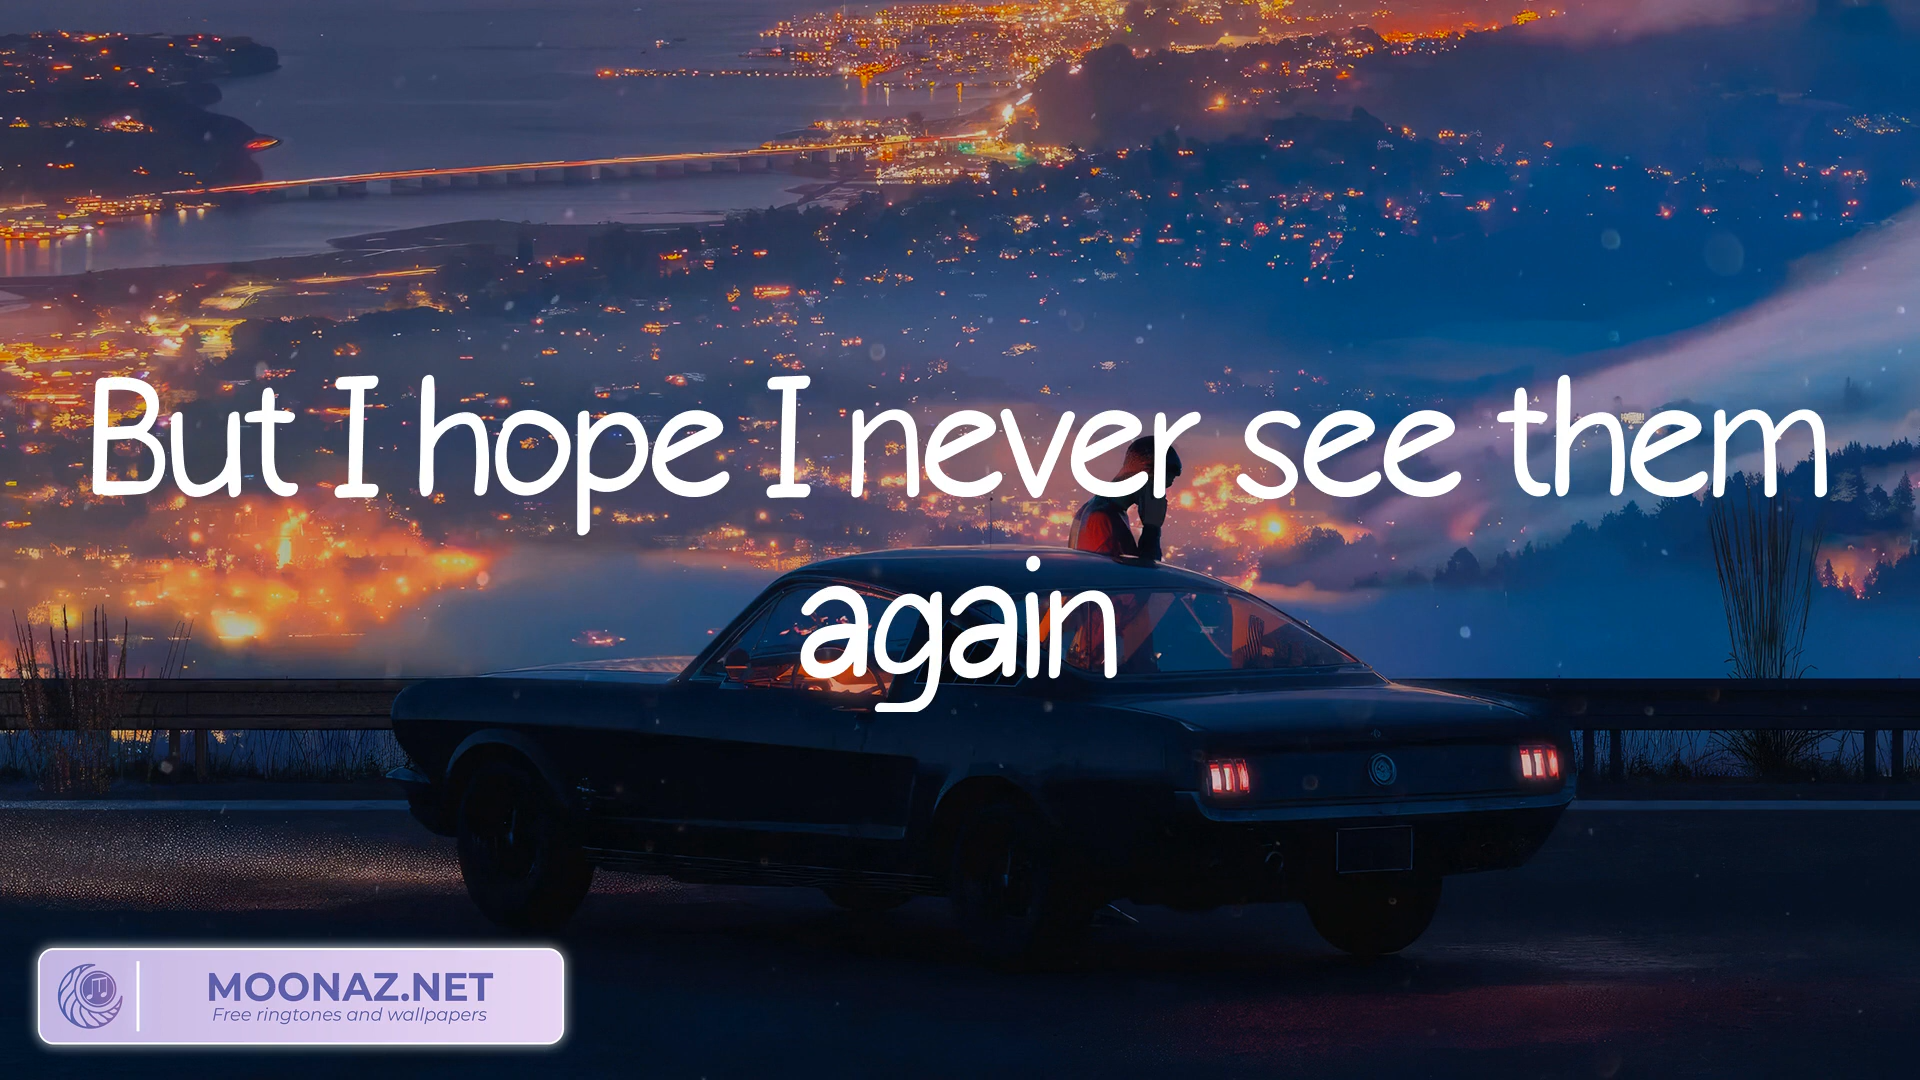 But I hope I never see them
again
MOONAZ.NET
Free ringtones and wallpapers